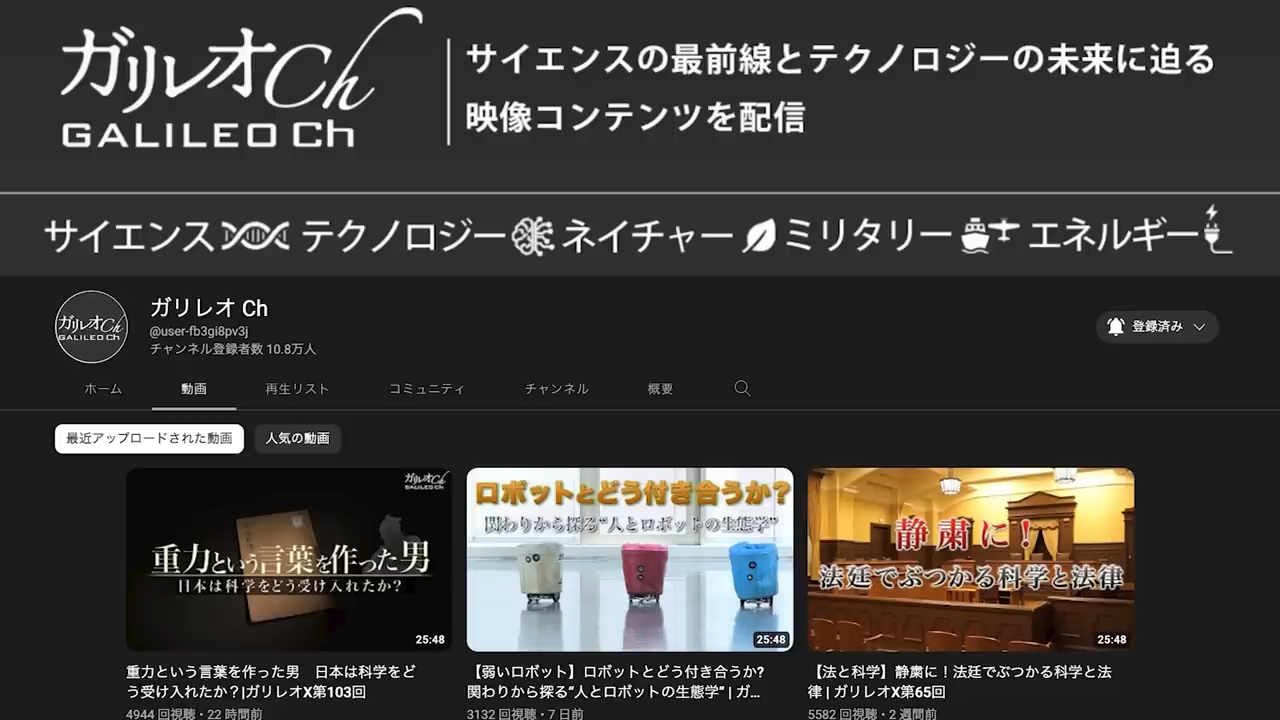 ガリレオCh
GALILEO Ch
サイエンスの最前線とテクノロジーの未来に迫る
映像コンテンツを配信
サイエンス テクノロジー ネイチャー ミリタリー エネルギー
ガリレオCh
GALILEO Ch
ガリレオ Ch
@user-fb3gi8pv3j
チャンネル登録者数 10.8万人
登録済み
ホーム 動画 再生リスト コミュニティ チャンネル 概要
最近アップロードされた動画 人気の動画
ガリレオCh
GALILEO Ch
重力という言葉を作った男
日本は科学をどう受け入れたか?
25:48
ロボットとどう付き合うか?
関わりから探る“人とロボットの生態学”
25:48
静粛に!
法廷でぶつかる科学と法律
25:48
重力という言葉を作った男 日本は科学をど
う受け入れたか?|ガリレオX第103回
4944 回視聴・22 時間前
【弱いロボット】ロボットとどう付き合うか?
関わりから探る“人とロボットの生態学” | ガ...
3132 回視聴・7 日前
【法と科学】静粛に!法廷でぶつかる科学と法
律 | ガリレオX第65回
5582 回視聴・2 週間前